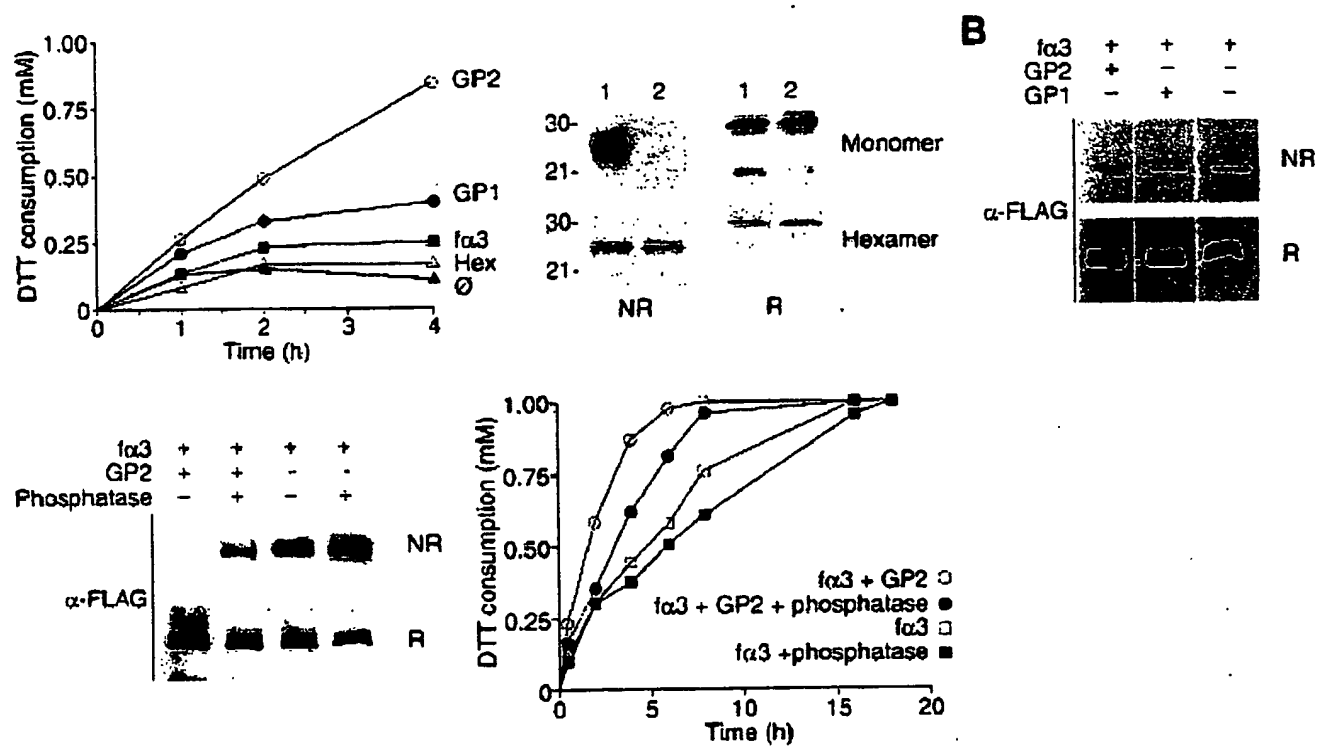 1.00
0.75
0.50
0.25
0
DTT consumption (mM)
GP2
GP1
fα3
Hex
Ø
0 1 2 3 4
Time (h)
1 2 1 2
30-
21-
Monomer
30-
21-
Hexamer
NR R
B
fα3 + + +
GP2 + - -
GP1 - + -
α-FLAG
NR
R
fα3 + + + +
GP2 + + - -
Phosphatase - + - +
α-FLAG
NR
R
1.00
0.75
0.50
0.25
0
DTT consumption (mM)
fα3 + GP2
fα3 + GP2 + phosphatase
fα3
fα3 +phosphatase
0 5 10 15 20
Time (h)